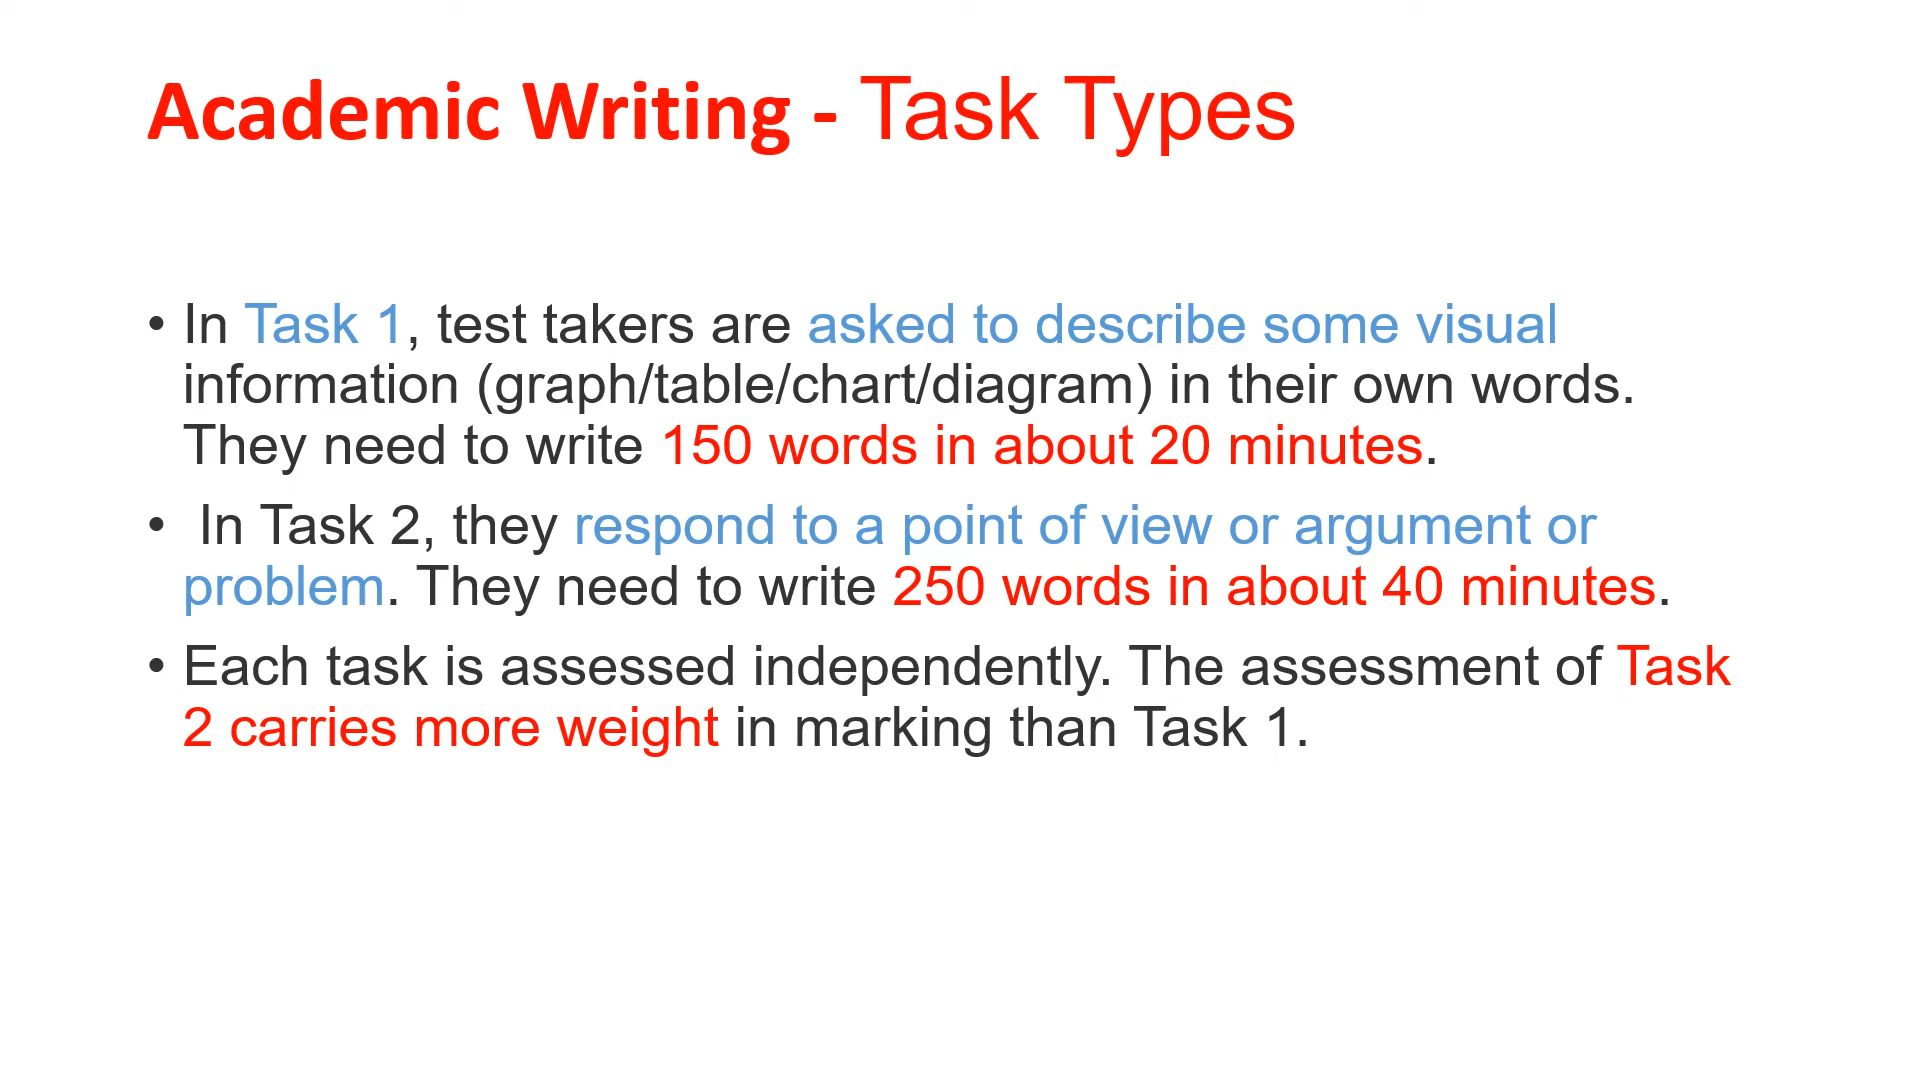 Academic Writing - Task Types
• In Task 1, test takers are asked to describe some visual
information (graph/table/chart/diagram) in their own words.
They need to write 150 words in about 20 minutes.
• In Task 2, they respond to a point of view or argument or
problem. They need to write 250 words in about 40 minutes.
• Each task is assessed independently. The assessment of Task
2 carries more weight in marking than Task 1.